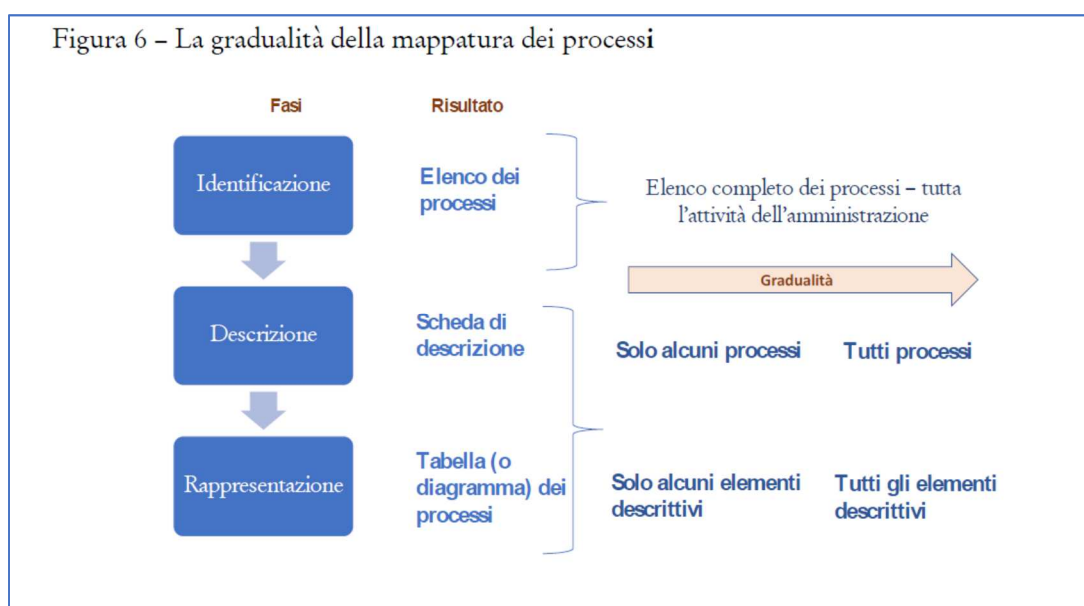 Figura 6 – La gradualità della mappatura dei processi
Fasi
Risultato
Identificazione
Elenco dei
processi
Elenco completo dei processi – tutta
l'attività dell'amministrazione
Gradualità
Descrizione
Scheda di
descrizione
Solo alcuni processi
Tutti processi
Rappresentazione
Tabella (o
diagramma) dei
processi
Solo alcuni elementi
descrittivi
Tutti gli elementi
descrittivi